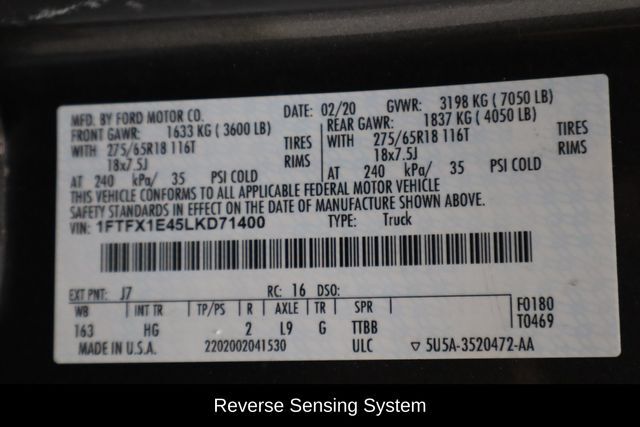 MFD. BY FORD MOTOR CO. DATE: 02/20 GVWR: 3198 KG ( 7050 LB)
FRONT GAWR: 1633 KG ( 3600 LB) REAR GAWR: 1837 KG ( 4050 LB)
WITH 275/65R18 116T TIRES WITH 275/65R18 116T TIRES
18x7.5J RIMS 18x7.5J RIMS
AT 240 kPa/ 35 PSI COLD AT 240 kPa/ 35 PSI COLD
THIS VEHICLE CONFORMS TO ALL APPLICABLE FEDERAL MOTOR VEHICLE
SAFETY STANDARDS IN EFFECT ON THE DATE OF MANUFACTURE SHOWN ABOVE.
VIN: 1FTFX1E45LKD71400 TYPE: Truck
EXT PNT: J7 RC: 16 DSO:
WB INT TR TP/PS R AXLE TR SPR F0180
163 HG 2 L9 G TTBB T0469
MADE IN U.S.A. 2202002041530 ULC ▽ 5U5A-3520472-AA
Reverse Sensing System